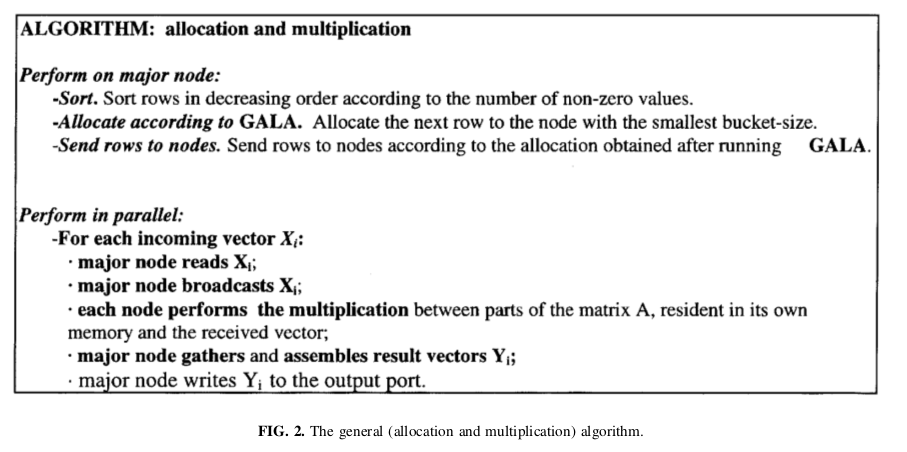 ALGORITHM: allocation and multiplication
Perform on major node:
-Sort. Sort rows in decreasing order according to the number of non-zero values.
-Allocate according to GALA. Allocate the next row to the node with the smallest bucket-size.
-Send rows to nodes. Send rows to nodes according to the allocation obtained after running GALA.
Perform in parallel:
-For each incoming vector Xi:
· major node reads Xi;
· major node broadcasts Xi;
· each node performs the multiplication between parts of the matrix A, resident in its own
memory and the received vector;
· major node gathers and assembles result vectors Yi;
· major node writes Yi to the output port.
FIG. 2. The general (allocation and multiplication) algorithm.